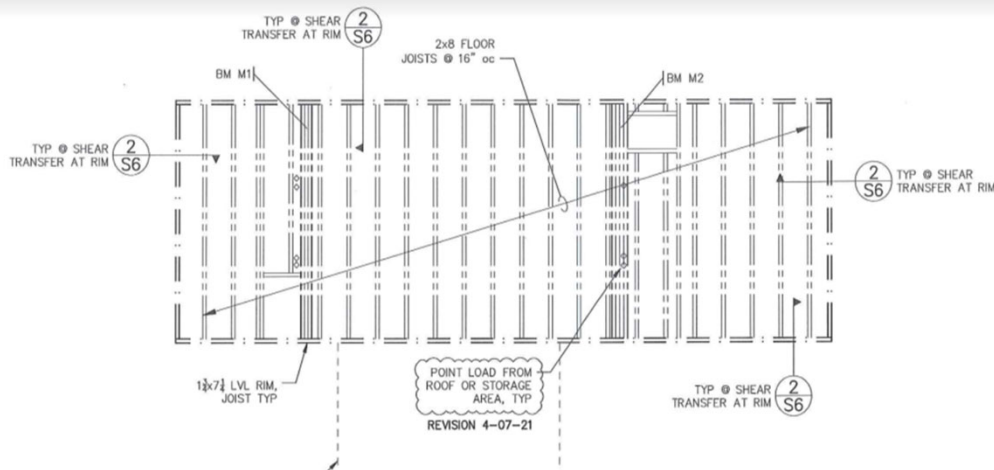 TYP @ SHEAR
TRANSFER AT RIM
2
S6
2x8 FLOOR
JOISTS @ 16" oc
BM M1
BM M2
TYP @ SHEAR
TRANSFER AT RIM
2
S6
2
S6
TYP @ SHEAR
TRANSFER AT RIM
1¾x7¼ LVL RIM,
JOIST TYP
POINT LOAD FROM
ROOF OR STORAGE
AREA, TYP
REVISION 4-07-21
TYP @ SHEAR
TRANSFER AT RIM
2
S6